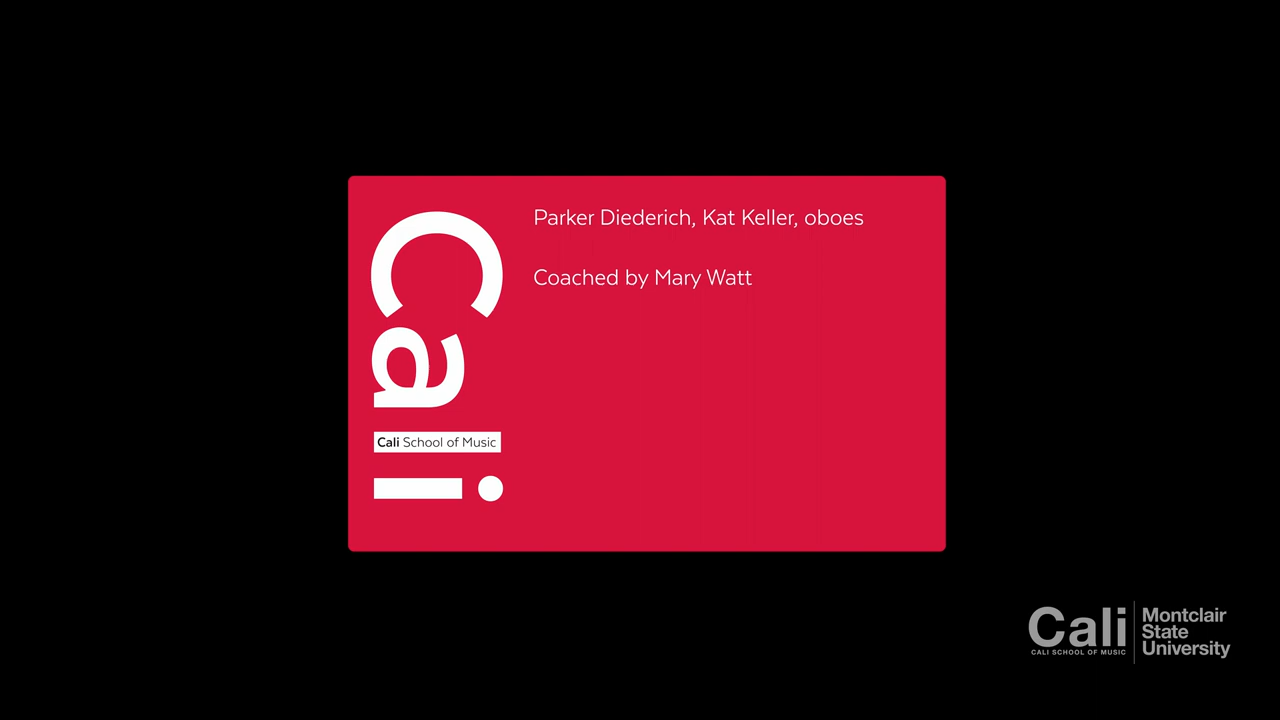 Parker Diederich, Kat Keller, oboes
Coached by Mary Watt
Cali
Cali School of Music
Cali
CALI SCHOOL OF MUSIC
Montclair
State
University